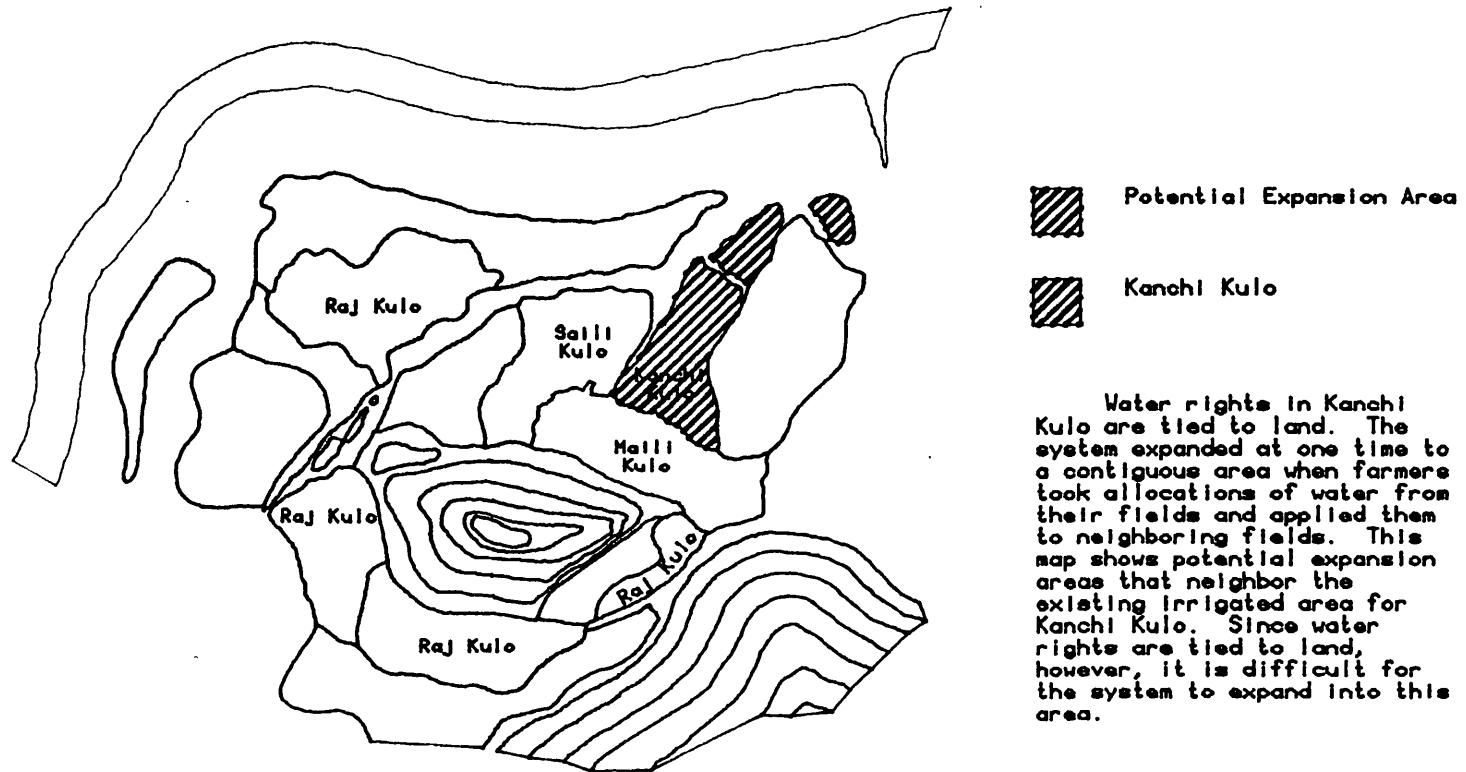 Potential Expansion Area
Kanchi Kulo
Raj Kulo
Saili
Kulo
Kanchi
Kulo
Maili
Kulo
Raj Kulo
Raj Kulo
Raj Kulo
Water rights in Kanchi
Kulo are tied to land. The
system expanded at one time to
a contiguous area when farmers
took allocations of water from
their fields and applied them
to neighboring fields. This
map shows potential expansion
areas that neighbor the
existing irrigated area for
Kanchi Kulo. Since water
rights are tied to land,
however, it is difficult for
the system to expand into this
area.